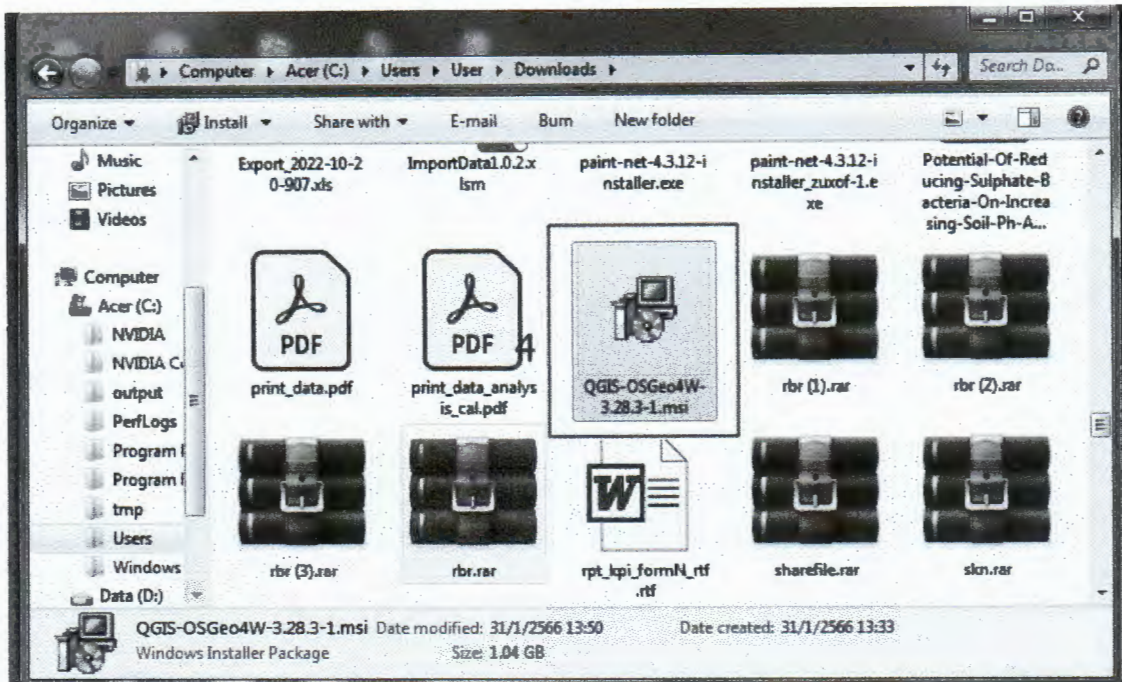 Computer ▸ Acer (C:) ▸ Users ▸ User ▸ Downloads ▸
Search Do...
Organize Install Share with E-mail Burn New folder
Music
Pictures
Videos
Computer
Acer (C:)
NVIDIA
NVIDIA Co
output
PerfLogs
Program F
Program F
tmp
Users
Windows
Data (D:)
Export_2022-10-2
0-907.xls
ImportData1.0.2.x
lsm
paint-net-4.3.12-i
nstaller.exe
paint-net-4.3.12-i
nstaller_zuxof-1.e
xe
Potential-Of-Red
ucing-Sulphate-B
acteria-On-Increa
sing-Soil-Ph-A...
PDF
print_data.pdf
PDF
4
print_data_analys
is_cal.pdf
QGIS-OSGeo4W-
3.28.3-1.msi
rbr (1).rar
rbr (2).rar
rbr (3).rar
rbr.rar
W
rpt_kpi_formN_rtf
.rtf
sharefile.rar
skn.rar
QGIS-OSGeo4W-3.28.3-1.msi Date modified: 31/1/2566 13:50 Date created: 31/1/2566 13:33
Windows Installer Package Size: 1.04 GB